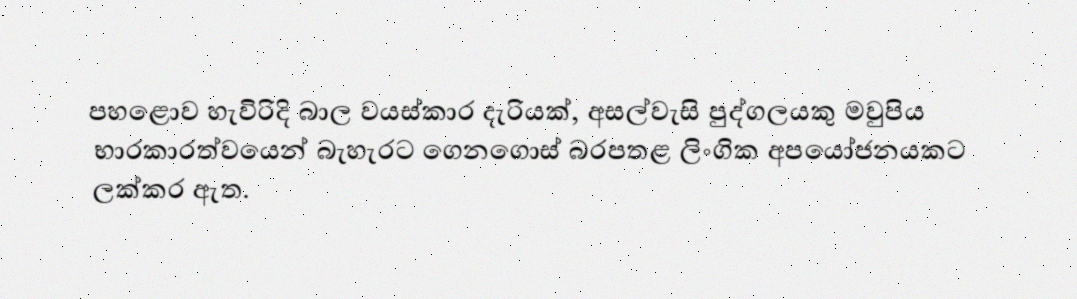 පහළොව හැවිරිදි බාල වයස්කාර දැරියක්, අසල්වැසි පුද්ගලයකු මවුපිය
භාරකාරත්වයෙන් බැහැරට ගෙනගොස් බරපතළ ලිංගික අපයෝජනයකට
ලක්කර ඇත.